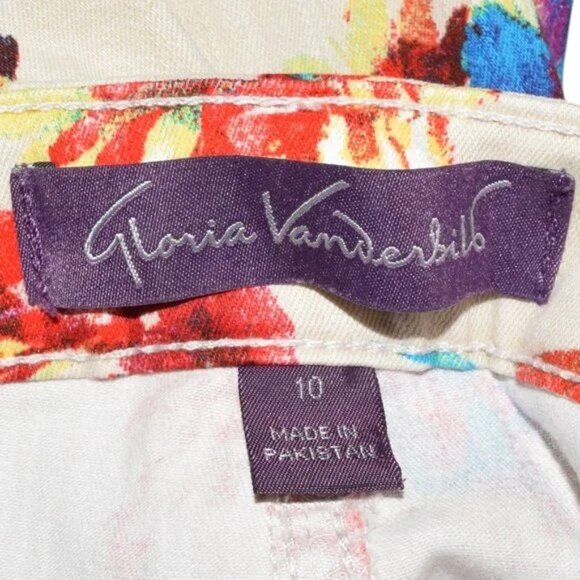 Gloria Vanderbilt
10
MADE IN
PAKISTAN